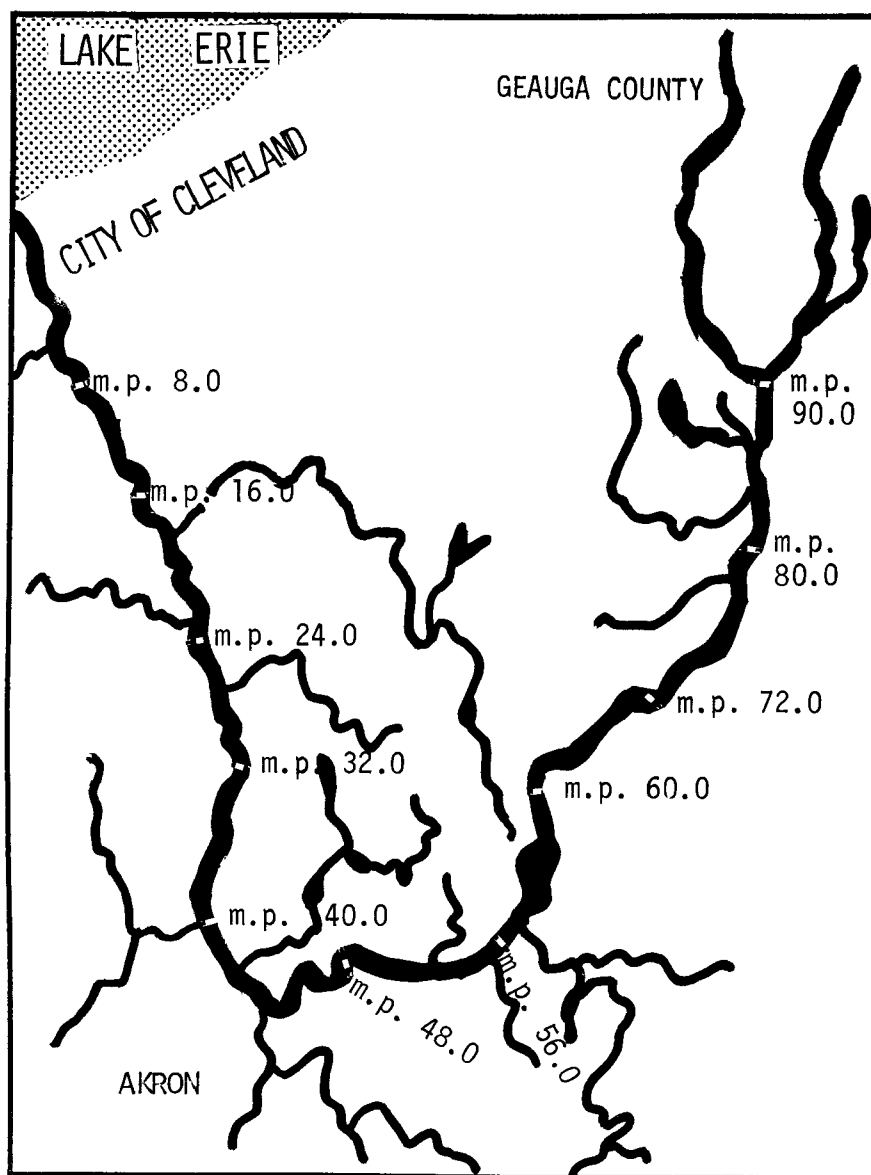 LAKE ERIE
GEAUGA COUNTY
CITY OF CLEVELAND
m.p. 8.0
m.p.
90.0
m.p. 16.0
m.p.
80.0
m.p. 24.0
m.p. 72.0
m.p. 32.0
m.p. 60.0
m.p. 40.0
m.p. 48.0
m.p. 56.0
AKRON